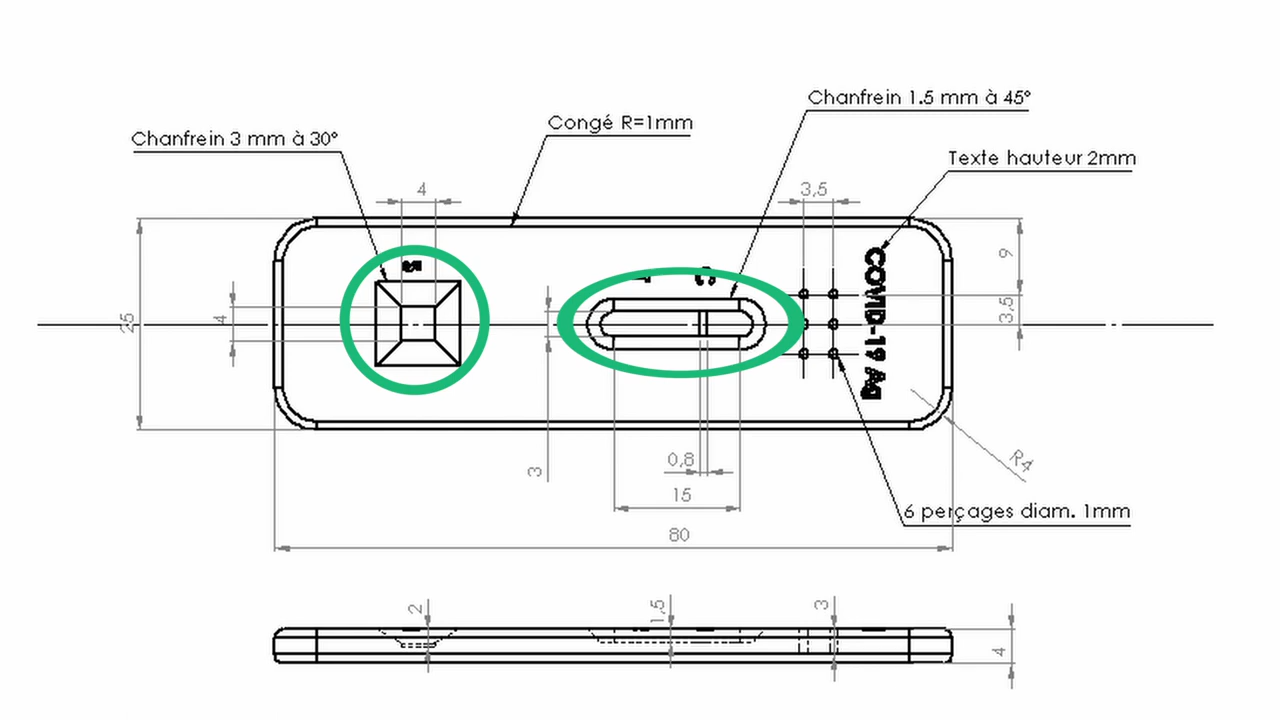 Chanfrein 1.5 mm à 45°
Congé R=1mm
Chanfrein 3 mm à 30°
Texte hauteur 2mm
4
3,5
9
25
4
3,5
COVID-19 Ag
3
0,8
R4
15
6 perçages diam. 1mm
80
2
1,5
3
4